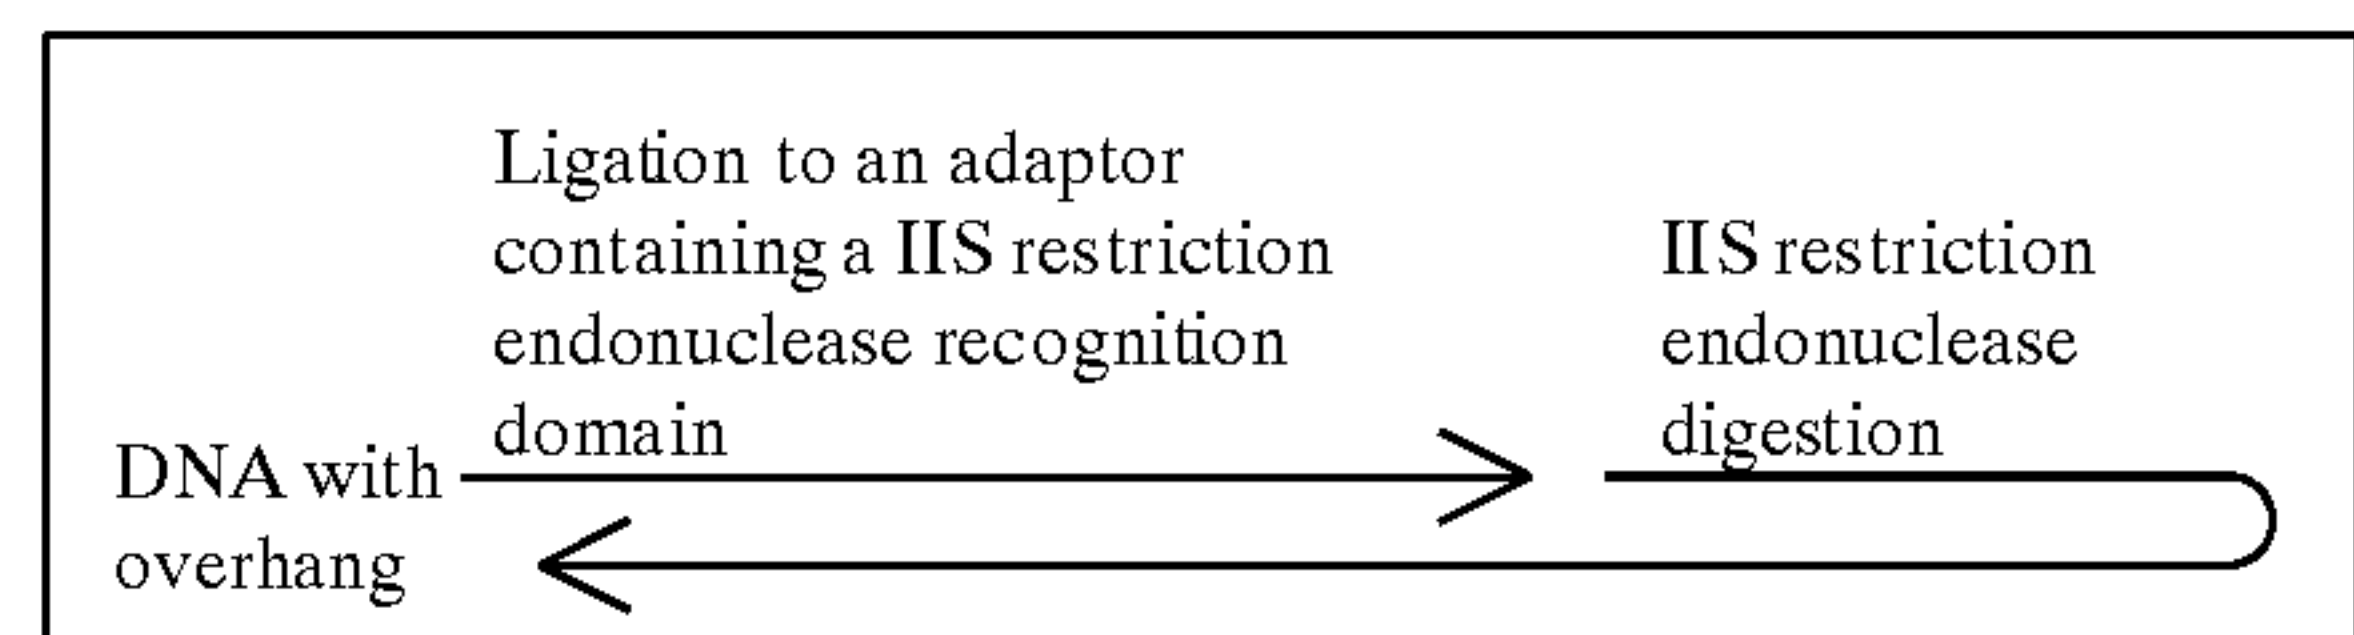 Ligation to an adaptor
containing a IIS restriction
endonuclease recognition
domain
IIS restriction
endonuclease
digestion
DNA with
overhang